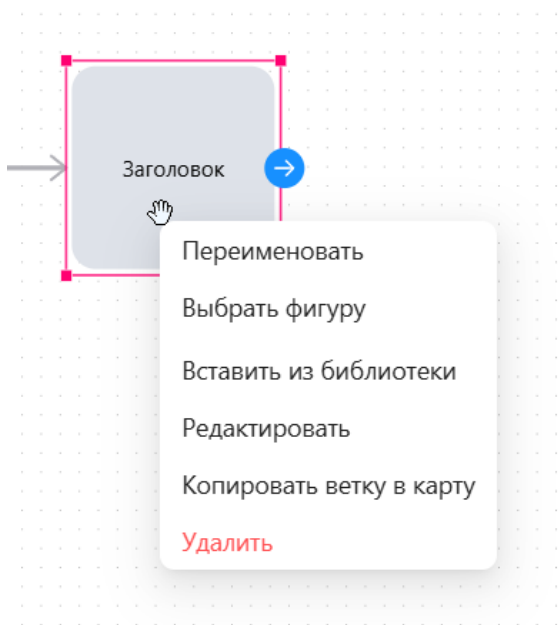 Заголовок
Переименовать
Выбрать фигуру
Вставить из библиотеки
Редактировать
Копировать ветку в карту
Удалить